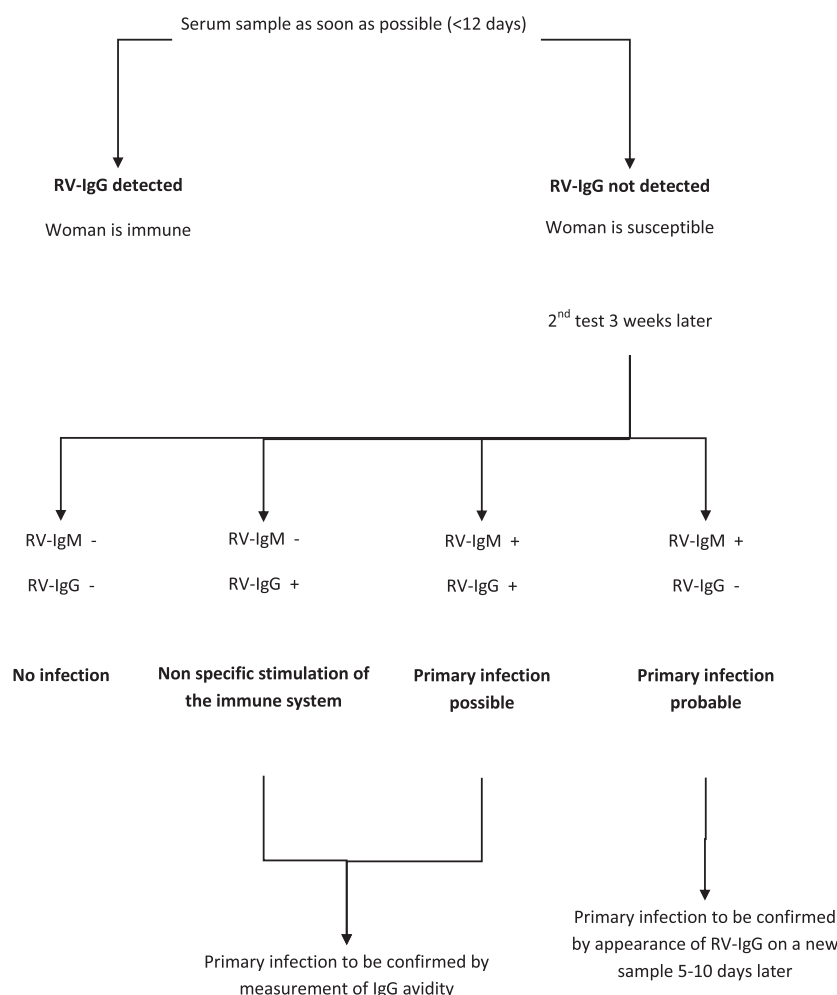 Serum sample as soon as possible (<12 days)
RV-IgG detected
RV-IgG not detected
Woman is immune
Woman is susceptible
2nd test 3 weeks later
RV-IgM -
RV-IgM -
RV-IgM +
RV-IgM +
RV-IgG -
RV-IgG +
RV-IgG +
RV-IgG -
No infection
Non specific stimulation of
the immune system
Primary infection
possible
Primary infection
probable
Primary infection to be confirmed
by appearance of RV-IgG on a new
sample 5-10 days later
Primary infection to be confirmed by
measurement of IgG avidity